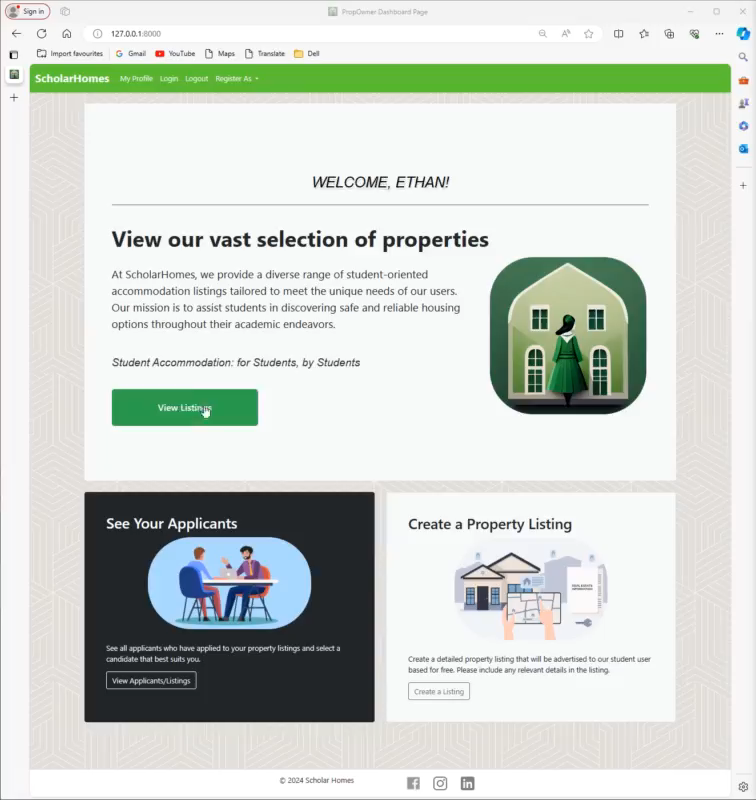 Sign in
PropOwner Dashboard Page
127.0.0.1:8000
Import favourites
Gmail
YouTube
Maps
Translate
Dell
ScholarHomes
My Profile
Login
Logout
Register As
WELCOME, ETHAN!
View our vast selection of properties
At ScholarHomes, we provide a diverse range of student-oriented
accommodation listings tailored to meet the unique needs of our users.
Our mission is to assist students in discovering safe and reliable housing
options throughout their academic endeavors.
Student Accommodation: for Students, by Students
View Listings
See Your Applicants
See all applicants who have applied to your property listings and select a
candidate that best suits you.
View Applicants/Listings
Create a Property Listing
REAL ESTATE
Create a detailed property listing that will be advertised to our student user
based for free. Please include any relevant details in the listing.
Create a Listing
© 2024 Scholar Homes